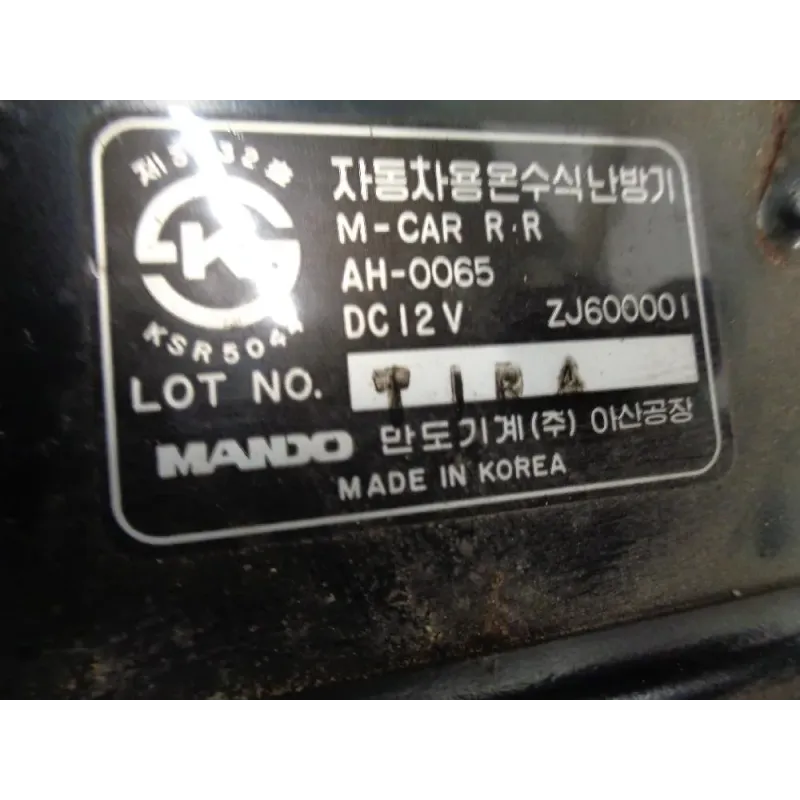 자동차용온수식난방기
M-CAR R·R
AH-0065
DC12V ZJ600001
LOT NO. T1BA
MANDO 만도기계(주) 아산공장
MADE IN KOREA